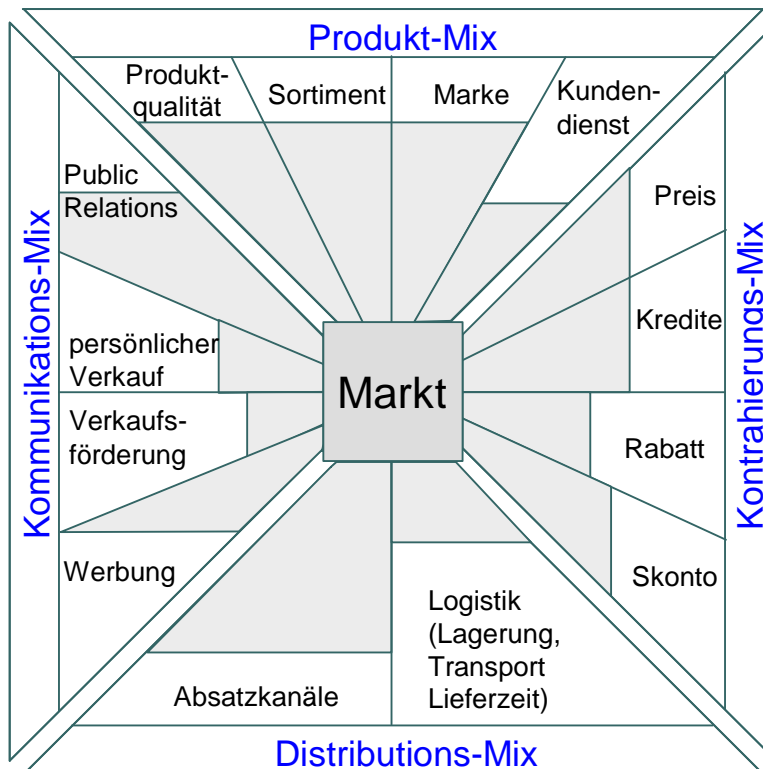 Produkt-Mix
Produkt-
qualität
Sortiment
Marke
Kunden-
dienst
Kommunikations-Mix
Public
Relations
persönlicher
Verkauf
Verkaufs-
förderung
Werbung
Markt
Preis
Kredite
Rabatt
Skonto
Kontrahierungs-Mix
Absatzkanäle
Logistik
(Lagerung,
Transport
Lieferzeit)
Distributions-Mix